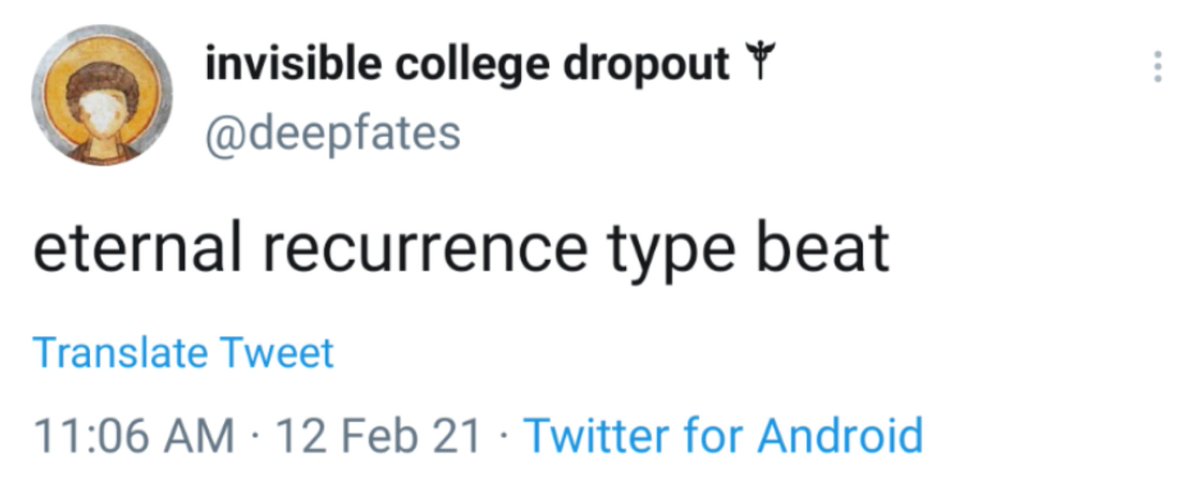 invisible college dropout
@deepfates
eternal recurrence type beat
Translate Tweet
11:06 AM · 12 Feb 21 · Twitter for Android